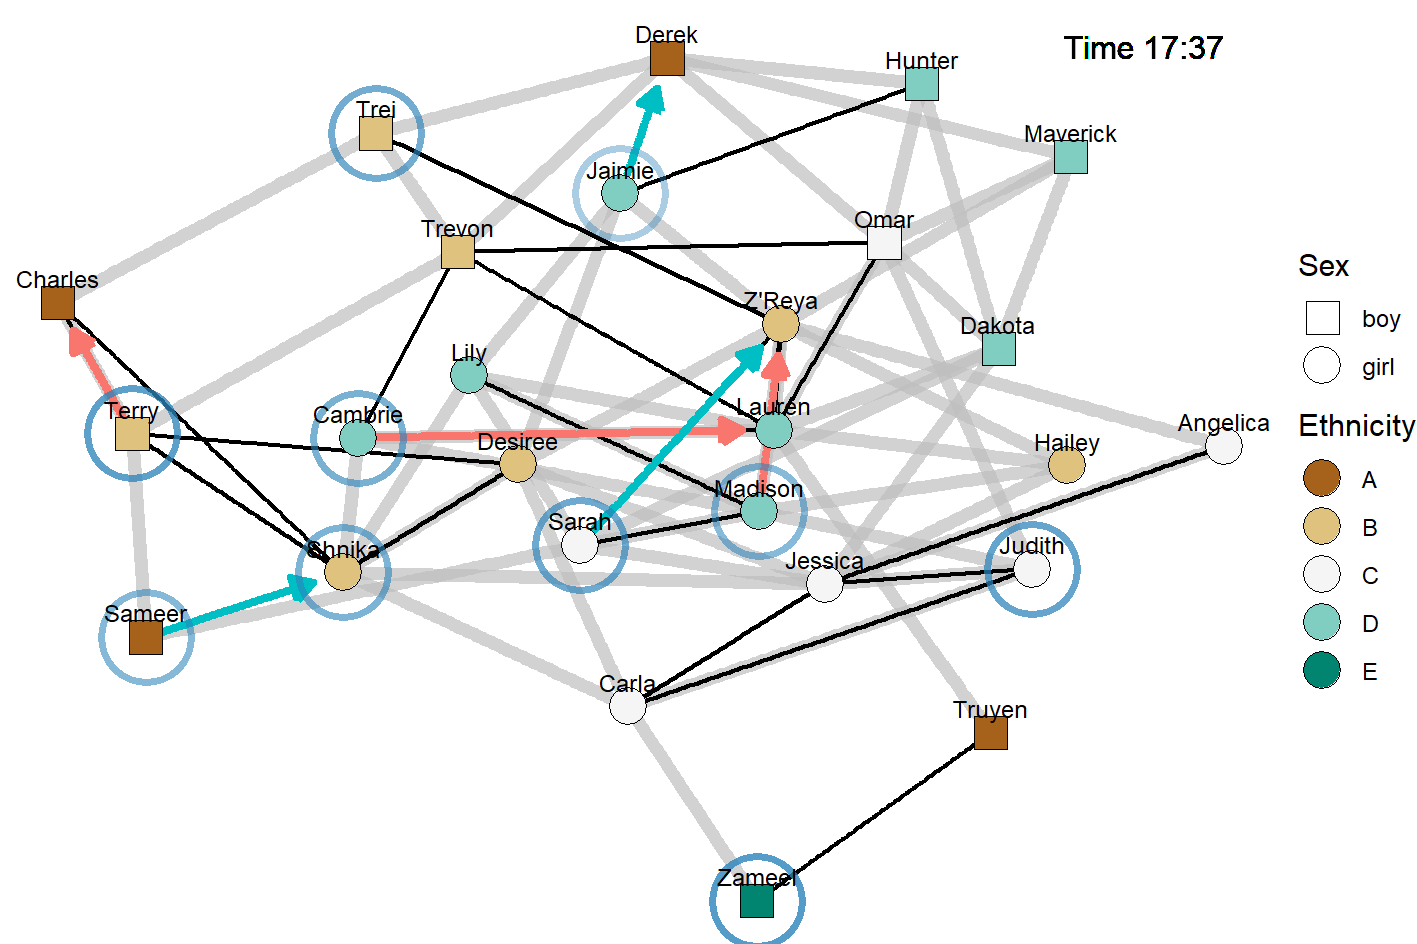 Derek
Time 17:37
Hunter
Trei
Maverick
Jaimie
Omar
Trevon
Sex
Charles
Z'Reya
boy
Dakota
Lily
girl
Terry
Cambrie
Lauren
Angelica
Ethnicity
Desiree
Hailey
A
Madison
Sarah
B
Shnika
Jessica
Judith
C
Sameer
D
Carla
E
Truyen
Zameel